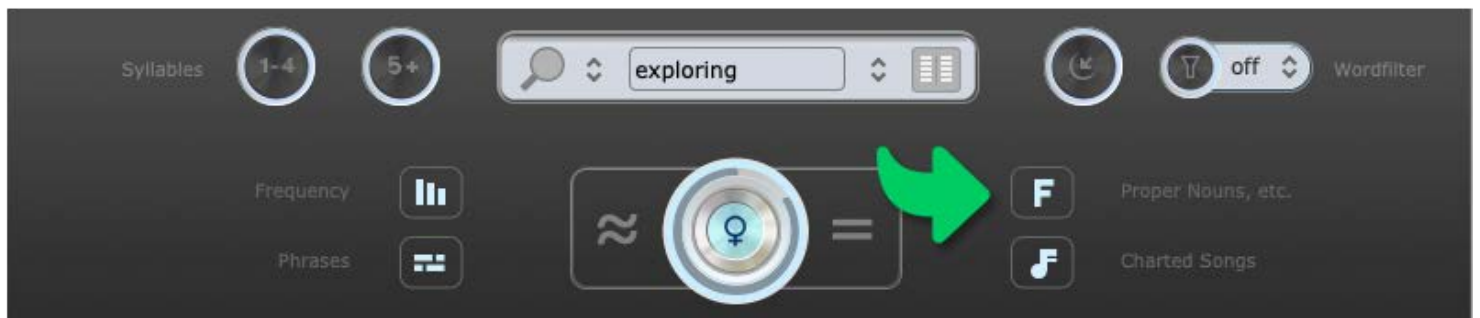 Syllables 1-4 5+ exploring off Wordfilter
Frequency F Proper Nouns, etc.
Phrases Charted Songs